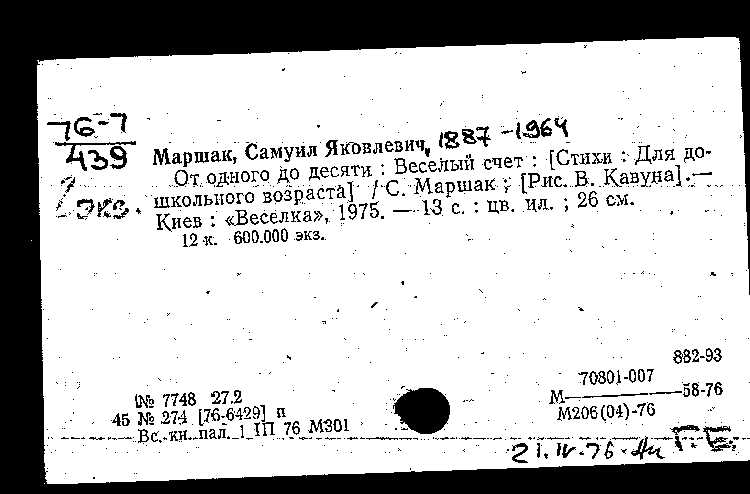 76-7
439
2 экз.
Маршак, Самуил Яковлевич, 1887-1964
От одного до десяти : Веселый счет : [Стихи : Для до-
школьного возраста] / С. Маршак ; [Рис. В. Кавуна]. —
Киев : «Веселка», 1975. — 13 с. : цв. ил. ; 26 см.
12 к. 600.000 экз.
882-93
70801-007
М————58-76
М206(04)-76
№ 7748 27.2
45 № 274 [76-6429] п
Вс. кн. пал. 1 III 76 М301
21.IV-76.
Г. Е.